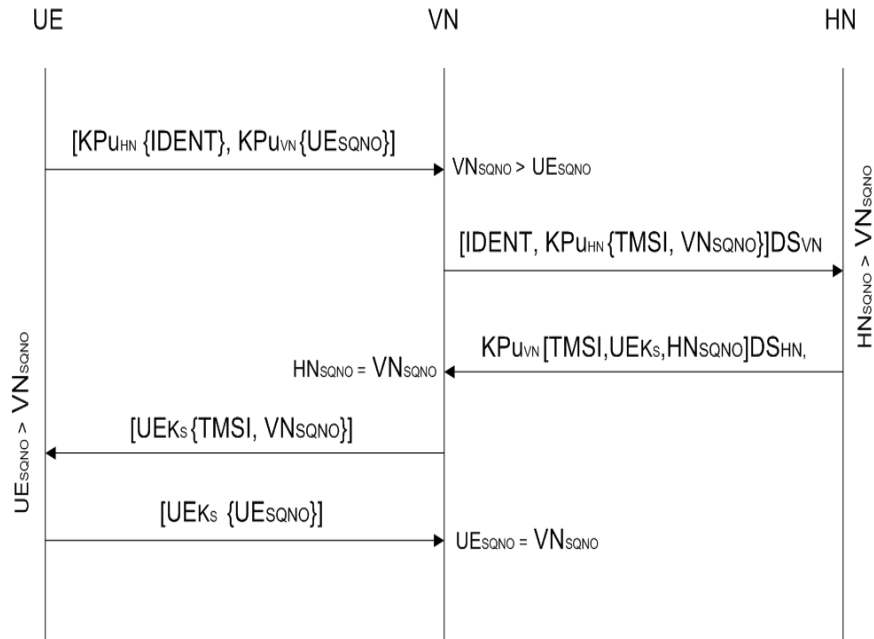 UE
VN
HN
[KPuHN {IDENT}, KPuVN{UESQNO}]
VNSQNO > UESQNO
[IDENT, KPuHN{TMSI, VNSQNO}]DSVN
HNSQNO > VNSQNO
KPuVN[TMSI,UEKs,HNSQNO]DSHN,
HNSQNO = VNSQNO
[UEKs{TMSI, VNSQNO}]
UESQNO > VNSQNO
[UEKs {UESQNO}]
UESQNO = VNSQNO